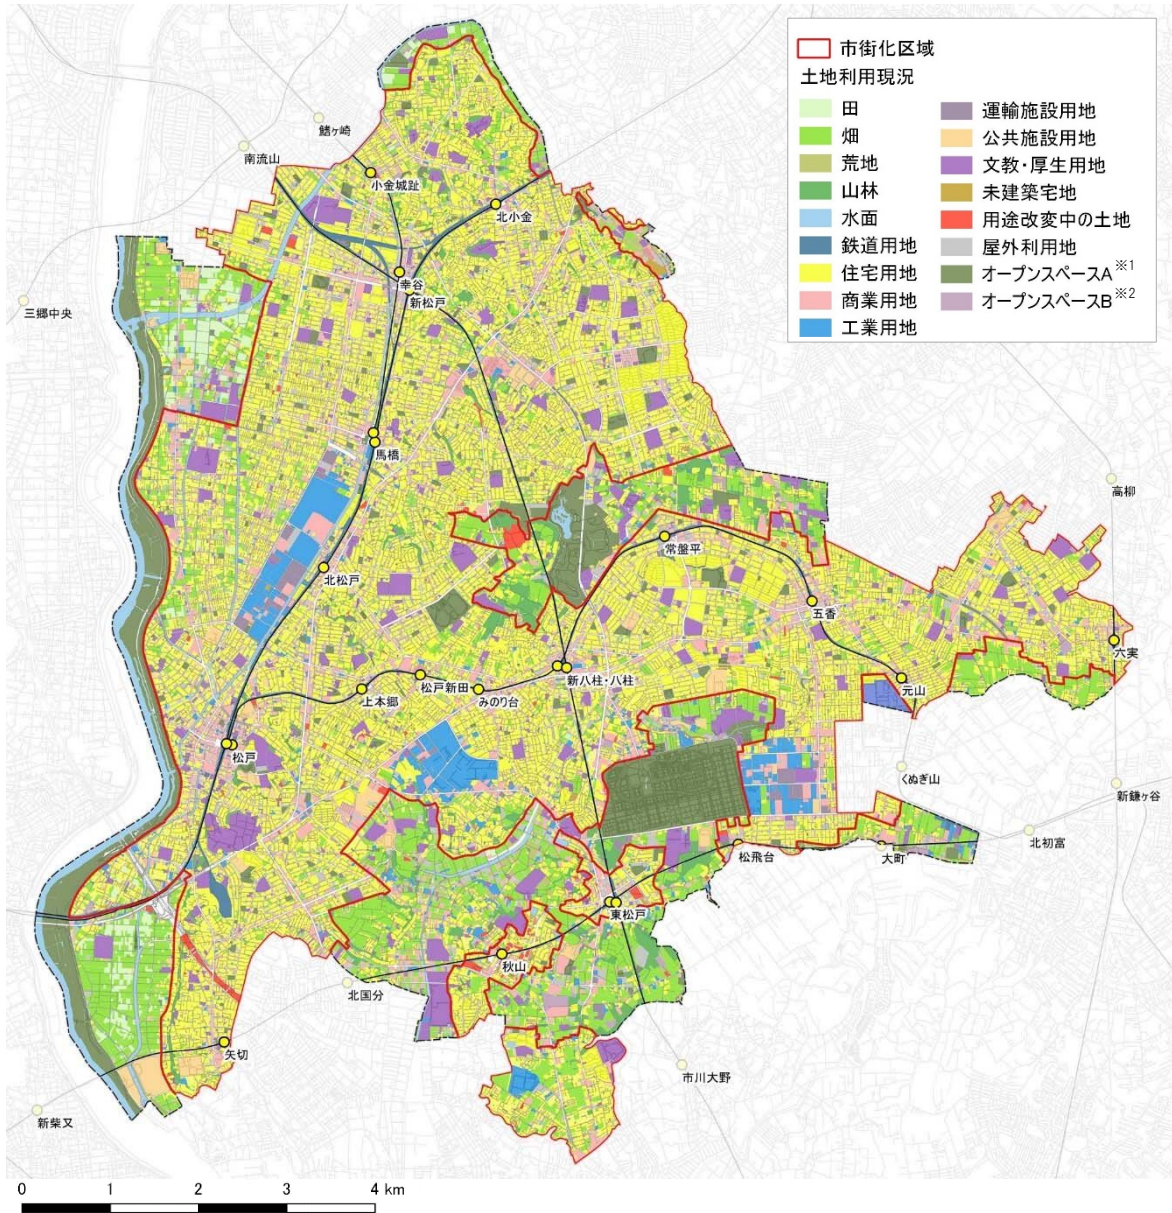 市街化区域
土地利用現況
田
畑
荒地
山林
水面
鉄道用地
住宅用地
商業用地
工業用地
運輸施設用地
公共施設用地
文教・厚生用地
未建築宅地
用途改変中の土地
屋外利用地
オープンスペースA※1
オープンスペースB※2
鰭ヶ崎
南流山
小金城趾
北小金
幸谷
新松戸
三郷中央
馬橋
高柳
常盤平
北松戸
五香
六実
新八柱・八柱
元山
松戸新田
みのり台
上本郷
松戸
くぬぎ山
新鎌ヶ谷
北初富
松飛台
大町
東松戸
秋山
北国分
矢切
市川大野
新柴又
0 1 2 3 4 km